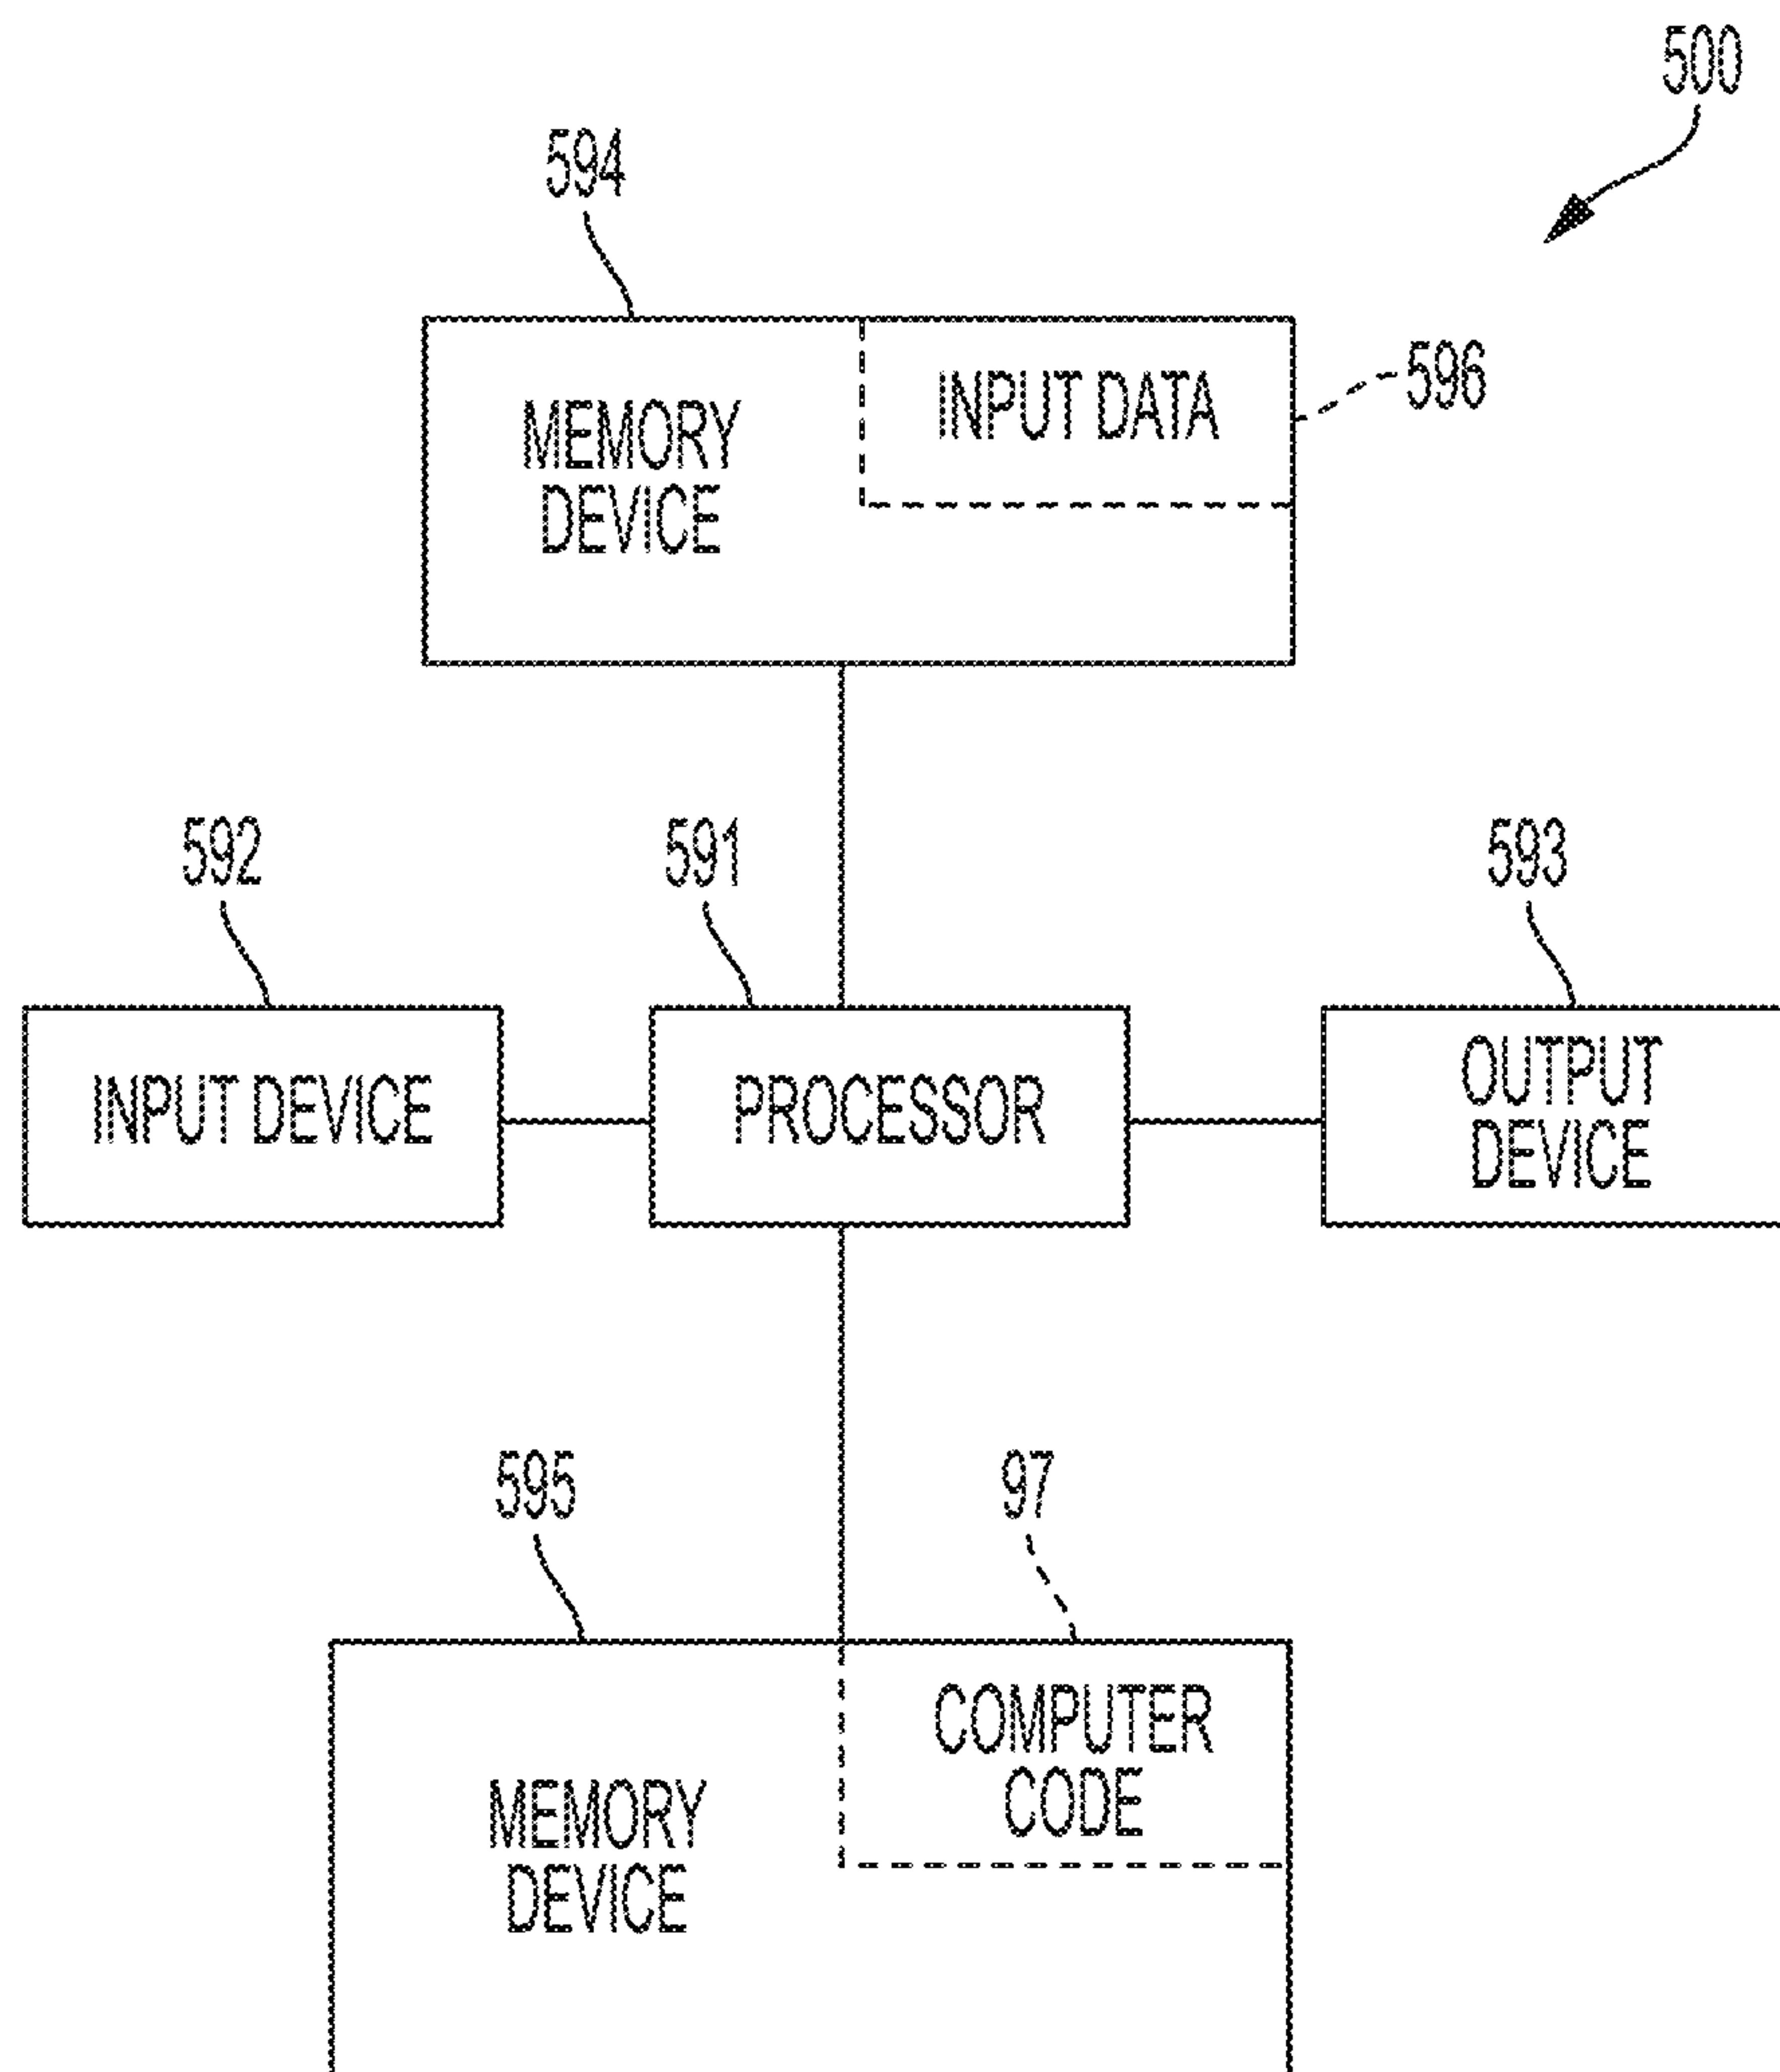 500
594
INPUT DATA
596
MEMORY
DEVICE
592
591
593
INPUT DEVICE
PROCESSOR
OUTPUT
DEVICE
595
97
COMPUTER
CODE
MEMORY
DEVICE